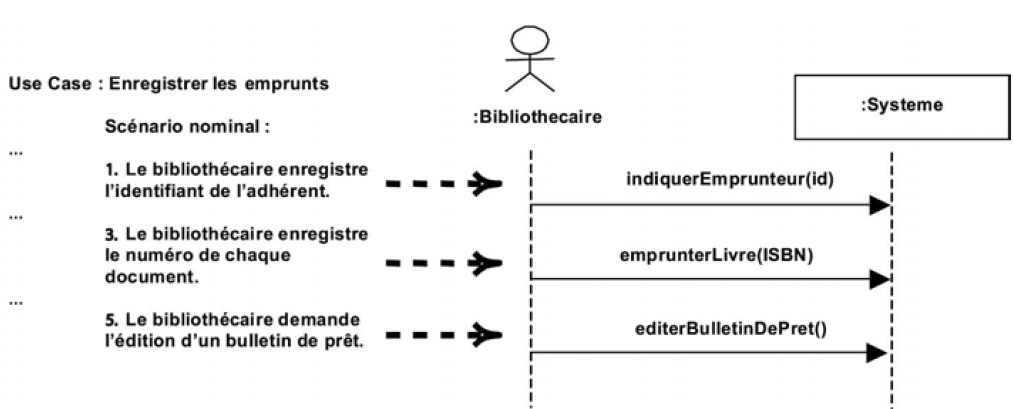 Use Case : Enregistrer les emprunts
Scénario nominal :
...
1. Le bibliothécaire enregistre
l'identifiant de l'adhérent.
...
3. Le bibliothécaire enregistre
le numéro de chaque
document.
...
5. Le bibliothécaire demande
l'édition d'un bulletin de prêt.
:Bibliothecaire
:Systeme
indiquerEmprunteur(id)
emprunterLivre(ISBN)
editerBulletinDePret()